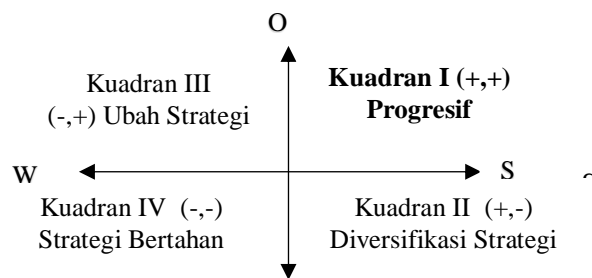 O
Kuadran III
(-,+) Ubah Strategi
Kuadran I (+,+)
Progresif
W
S
Kuadran IV (-,-)
Strategi Bertahan
Kuadran II (+,-)
Diversifikasi Strategi